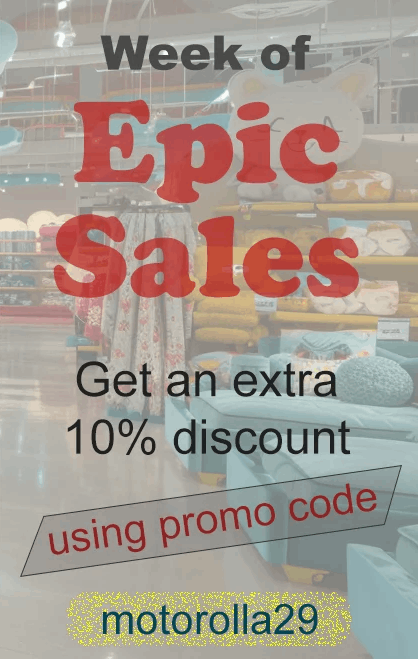 Week of
Epic
Sales
Get an extra
10% discount
using promo code
motorolla29